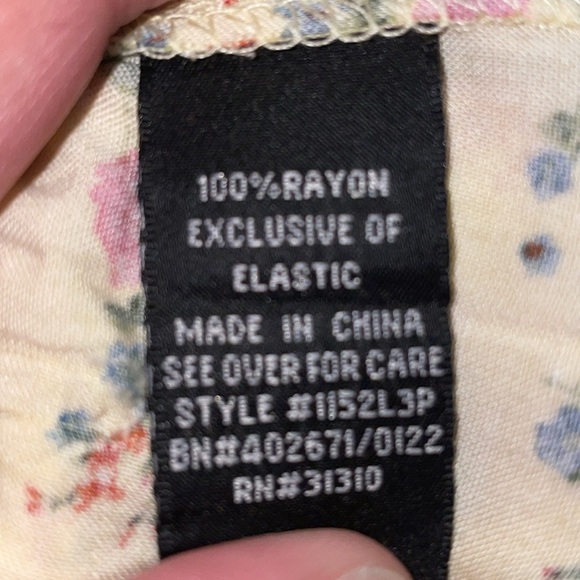 100%RAYON
EXCLUSIVE OF
ELASTIC
MADE IN CHINA
SEE OVER FOR CARE
STYLE #1152L3P
BN#402671/0122
RN#31310